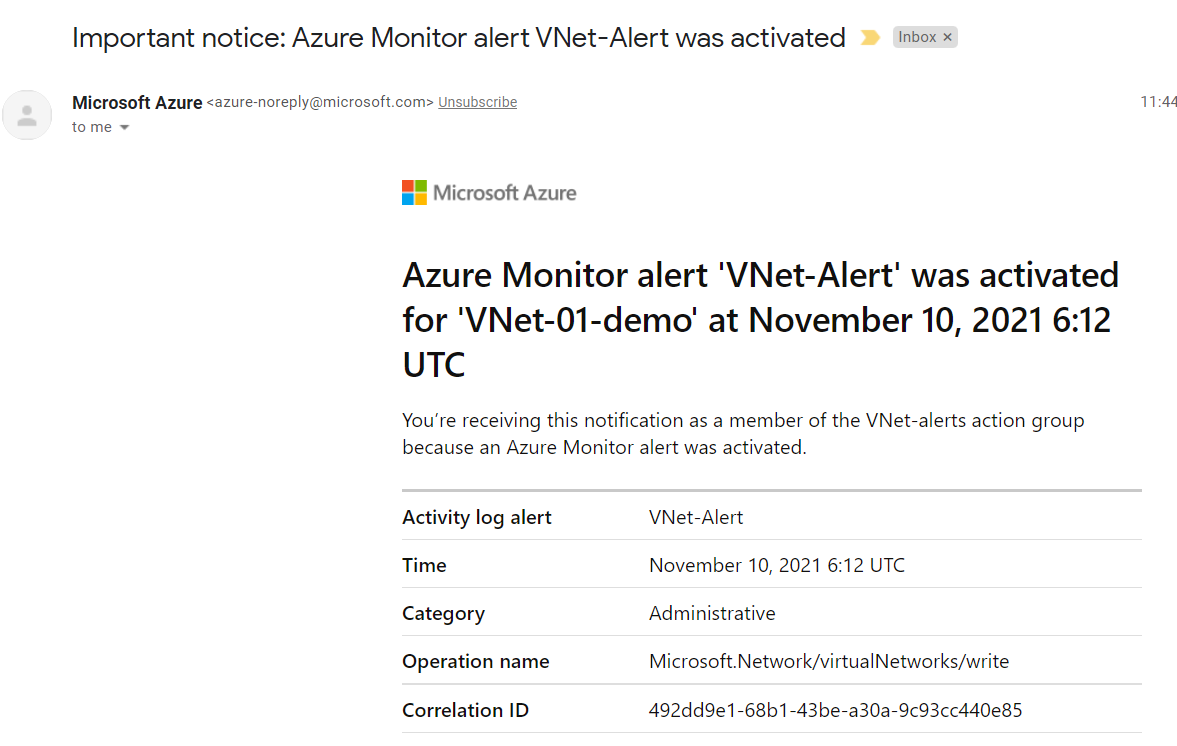 Important notice: Azure Monitor alert VNet-Alert was activated Inbox ×
Microsoft Azure <azure-noreply@microsoft.com> Unsubscribe 11:44
to me
Microsoft Azure
Azure Monitor alert 'VNet-Alert' was activated
for 'VNet-01-demo' at November 10, 2021 6:12
UTC
You’re receiving this notification as a member of the VNet-alerts action group
because an Azure Monitor alert was activated.
Activity log alert VNet-Alert
Time November 10, 2021 6:12 UTC
Category Administrative
Operation name Microsoft.Network/virtualNetworks/write
Correlation ID 492dd9e1-68b1-43be-a30a-9c93cc440e85